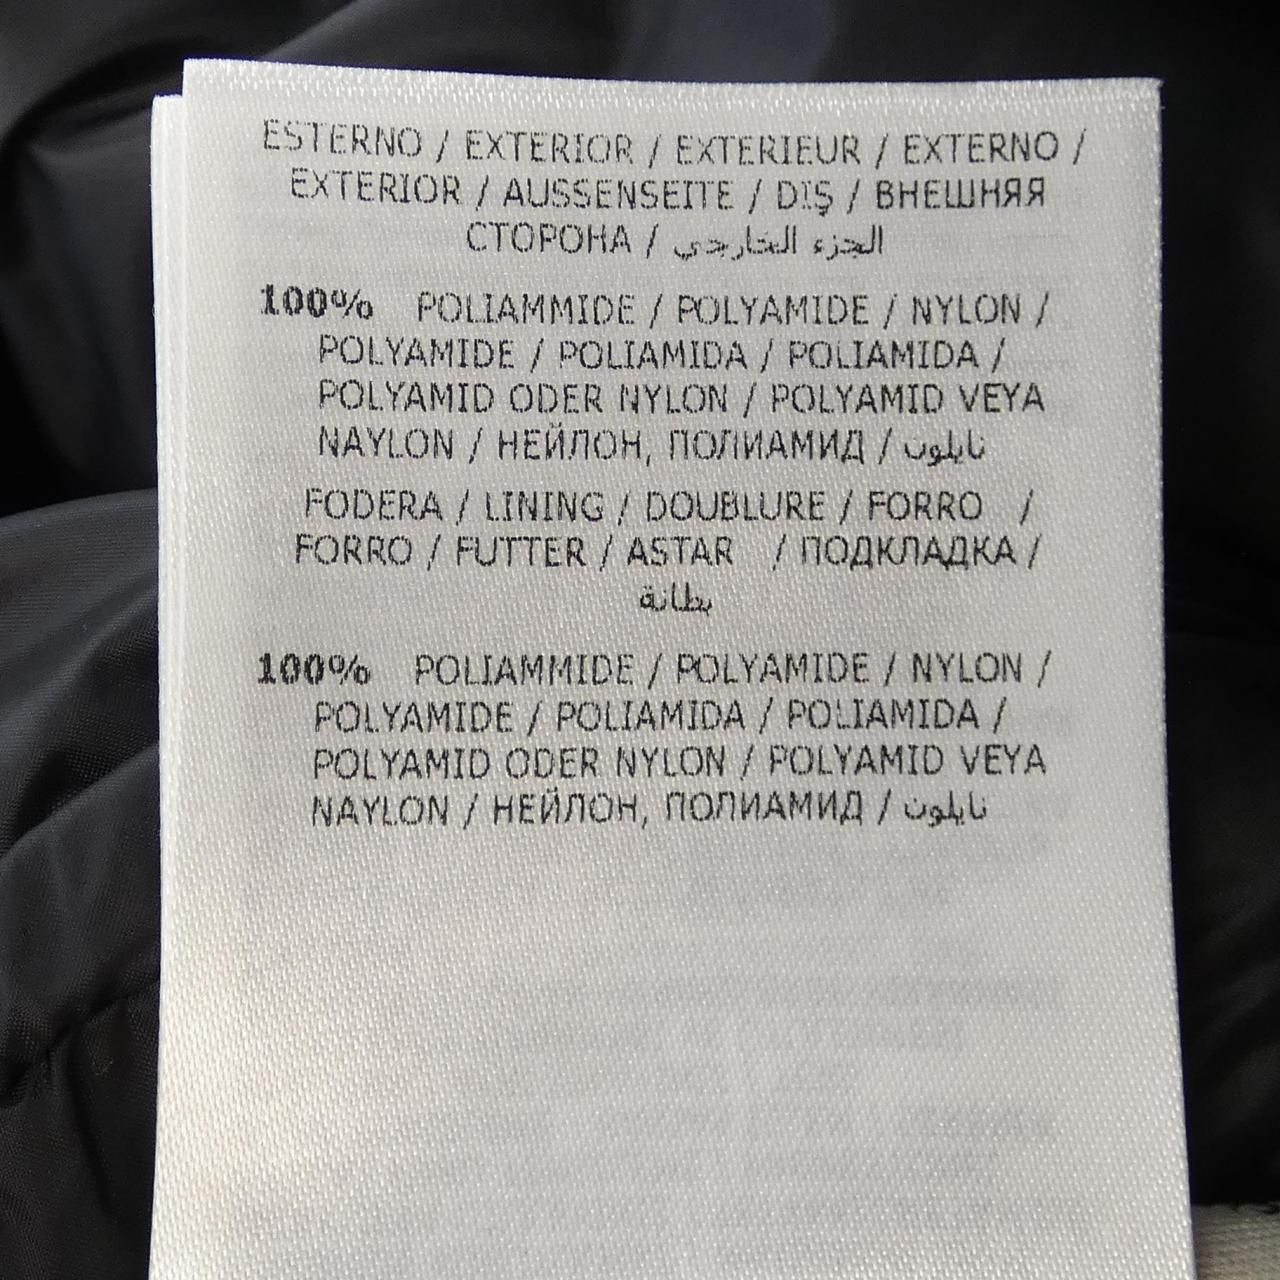 ESTERNO / EXTERIOR / EXTERIEUR / EXTERNO /
EXTERIOR / AUSSENSEITE / DIŞ / ВНЕШНЯЯ
СТОРОНА / الجزء الخارجي
100% POLIAMMIDE / POLYAMIDE / NYLON /
POLYAMIDE / POLIAMIDA / POLIAMIDA /
POLYAMID ODER NYLON / POLYAMID VEYA
NAYLON / НЕЙЛОН, ПОЛИАМИД / نايلون
FODERA / LINING / DOUBLURE / FORRO /
FORRO / FUTTER / ASTAR / ПОДКЛАДКА /
بطانة
100% POLIAMMIDE / POLYAMIDE / NYLON /
POLYAMIDE / POLIAMIDA / POLIAMIDA /
POLYAMID ODER NYLON / POLYAMID VEYA
NAYLON / НЕЙЛОН, ПОЛИАМИД / نايلون